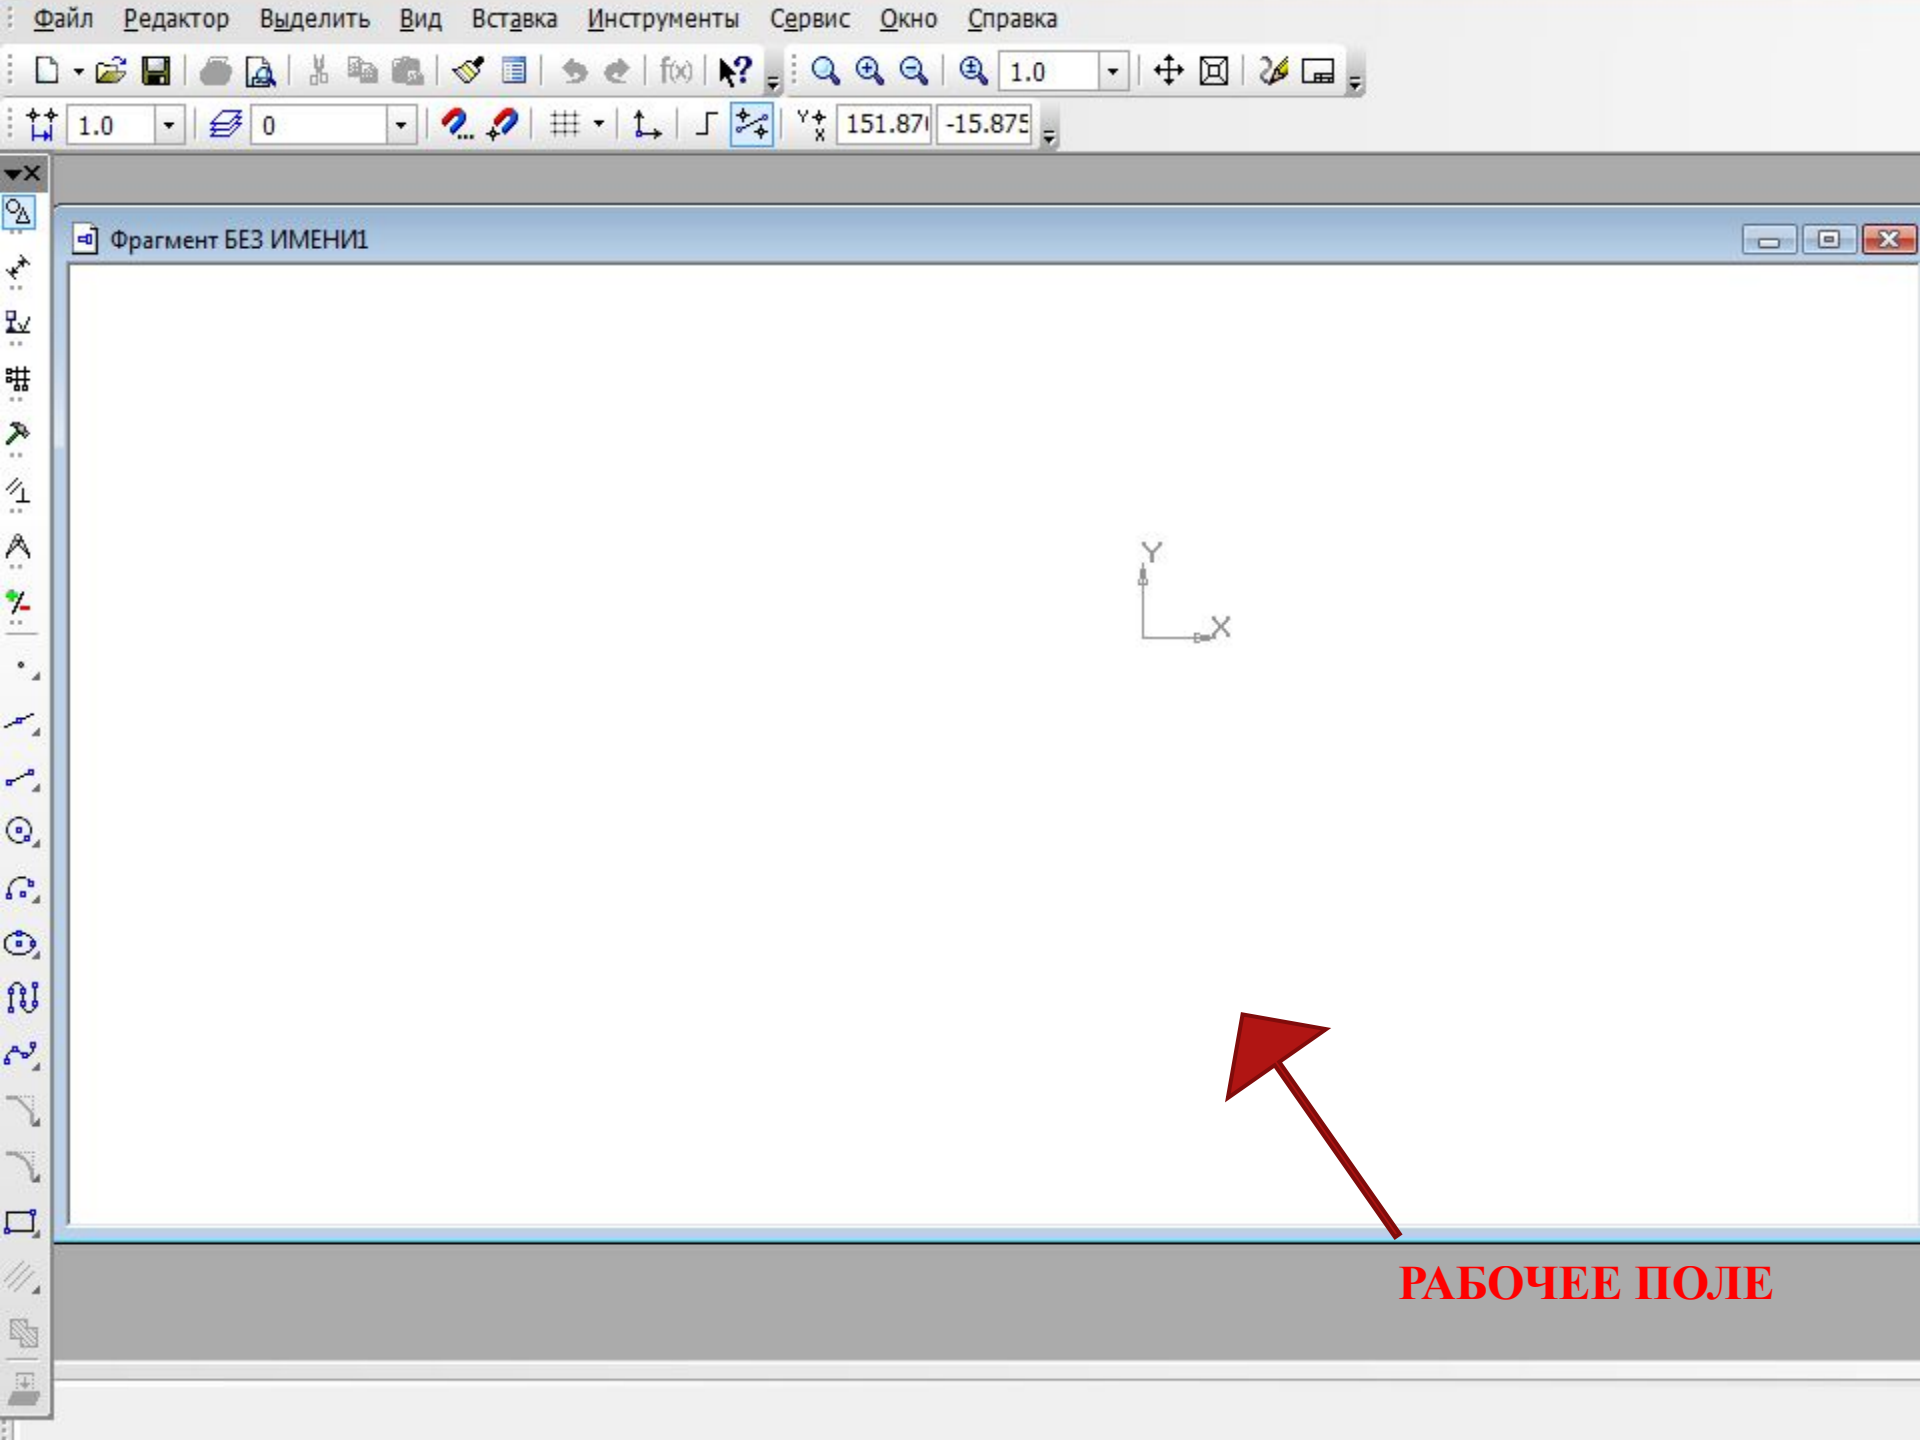 Файл Редактор Выделить Вид Вставка Инструменты Сервис Окно Справка
f(x) 1.0
1.0 0 Y X 151.87 -15.875
Фрагмент БЕЗ ИМЕНИ1
Y
X
РАБОЧЕЕ ПОЛЕ